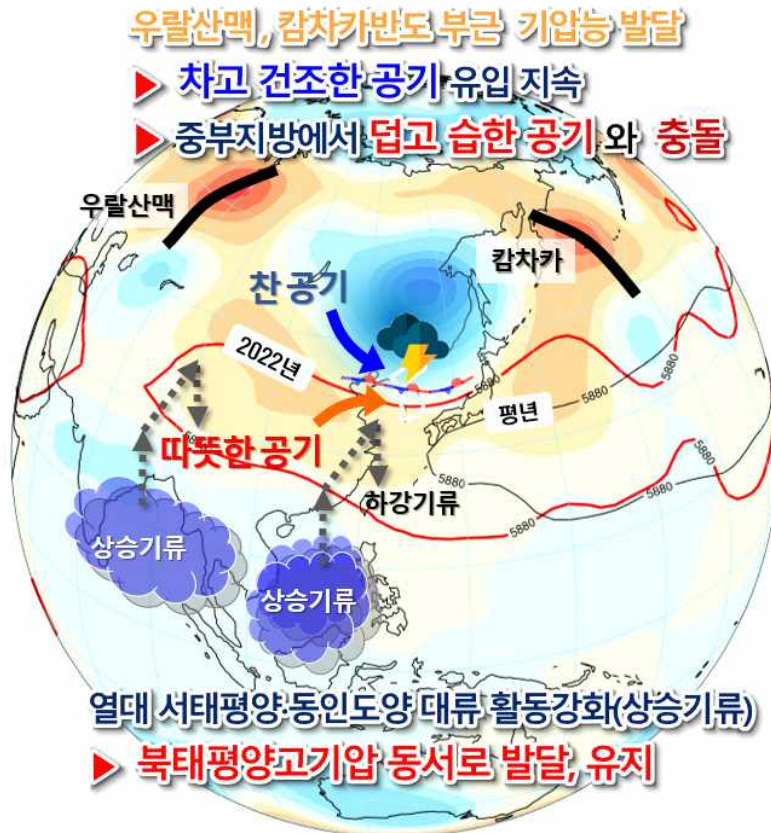 우랄산맥, 캄차카반도 부근 기압능 발달
▶ 차고 건조한 공기 유입 지속
▶ 중부지방에서 덥고 습한 공기 와 충돌
우랄산맥
캄차카
찬 공기
2022년
5880
5880
평년
5880
따뜻한 공기
5880
하강기류
5880
5880
5880
상승기류
상승기류
열대 서태평양·동인도양 대류 활동강화(상승기류)
▶ 북태평양고기압 동서로 발달, 유지